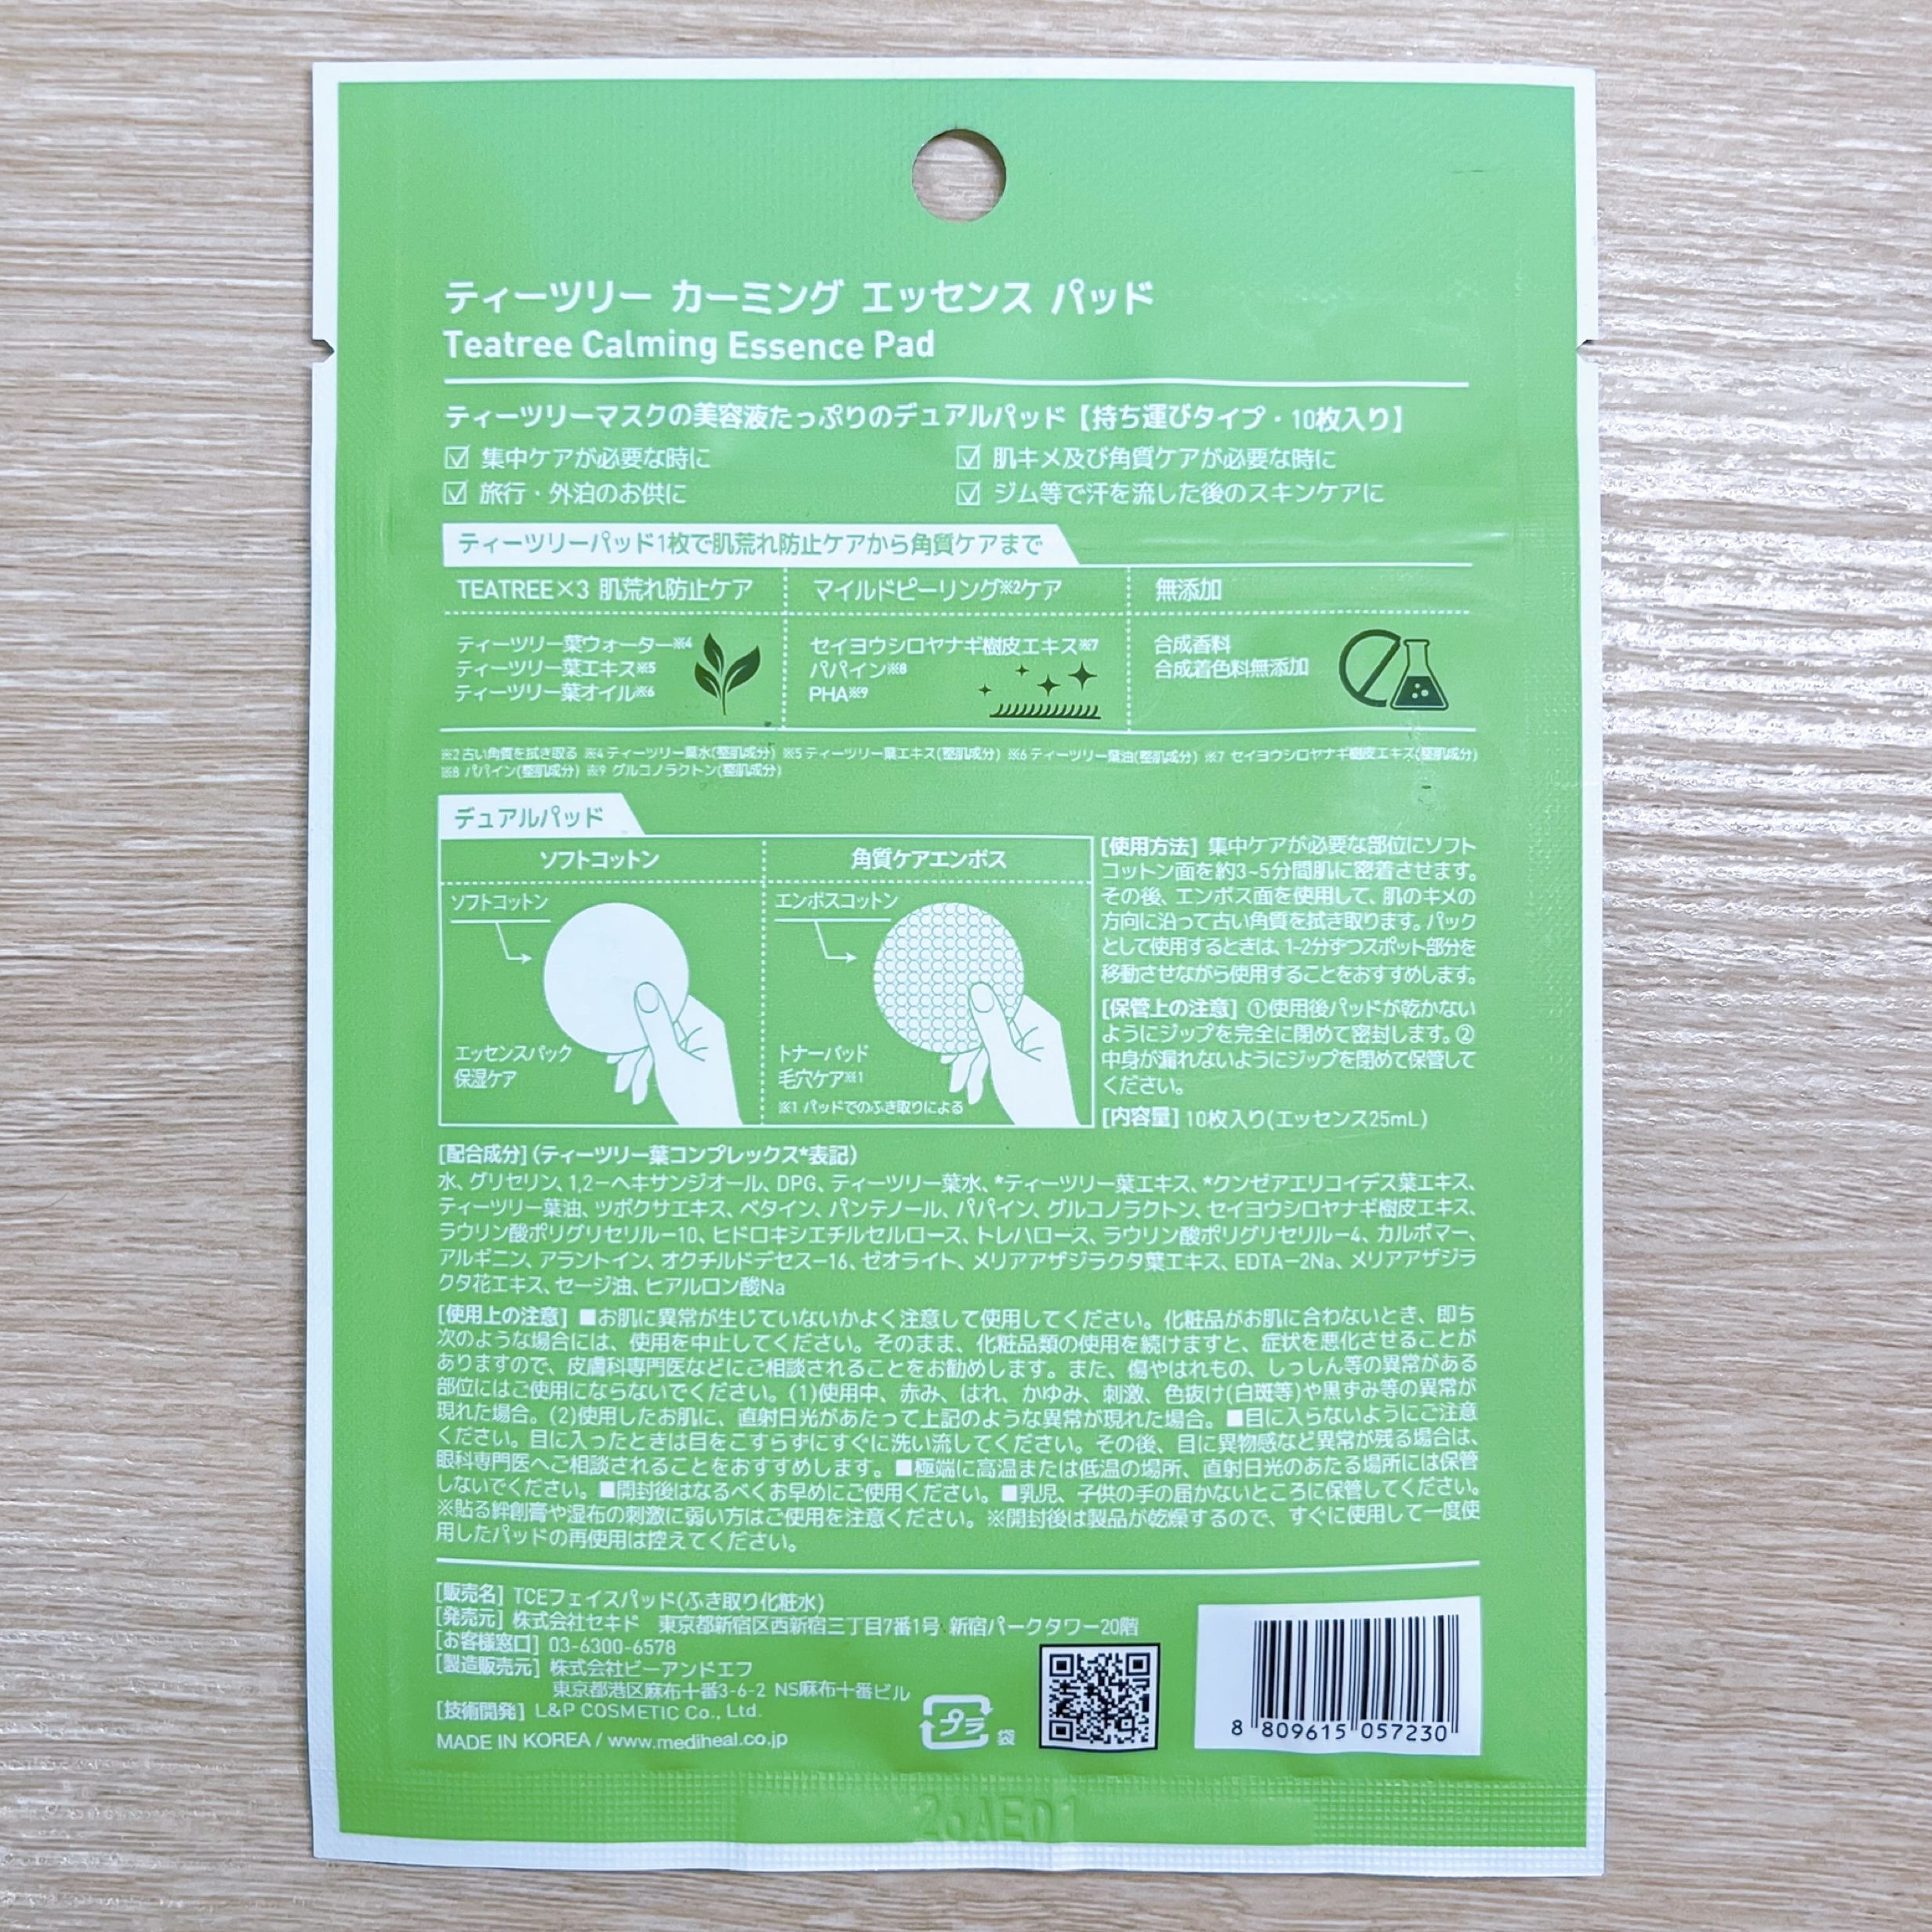 ティーツリー カーミング エッセンス パッド
Teatree Calming Essence Pad
ティーツリーマスクの美容液たっぷりのデュアルパッド【持ち運びタイプ・10枚入り】
☑ 集中ケアが必要な時に
☑ 肌キメ及び角質ケアが必要な時に
☑ 旅行・外泊のお供に
☑ ジム等で汗を流した後のスキンケアに
ティーツリーパッド1枚で肌荒れ防止ケアから角質ケアまで
TEATREE×3 肌荒れ防止ケア
ティーツリー葉ウォーター※4
ティーツリー葉エキス※5
ティーツリー葉オイル※6
マイルドピーリング※2ケア
セイヨウシロヤナギ樹皮エキス※7
パパイン※8
PHA※9
無添加
合成香料
合成着色料無添加
※2 古い角質を拭き取る ※4 ティーツリー葉水(整肌成分) ※5 ティーツリー葉エキス(整肌成分) ※6 ティーツリー葉油(整肌成分) ※7 セイヨウシロヤナギ樹皮エキス(整肌成分)
※8 パパイン(整肌成分) ※9 グルコノラクトン(整肌成分)
デュアルパッド
ソフトコットン
ソフトコットン
エッセンスパック
保湿ケア
角質ケアエンボス
エンボスコットン
トナーパッド
毛穴ケア※1
※1 パッドでのふき取りによる
[使用方法] 集中ケアが必要な部位にソフト
コットン面を約3~5分間肌に密着させます。
その後、エンボス面を使用して、肌のキメの
方向に沿って古い角質を拭き取ります。パック
として使用するときは、1-2分ずつスポット部分を
移動させながら使用することをおすすめします。
[保管上の注意] ①使用後パッドが乾かない
ようにジップを完全に閉めて密封します。②
中身が漏れないようにジップを閉めて保管して
ください。
[内容量] 10枚入り(エッセンス25mL)
[配合成分] (ティーツリー葉コンプレックス*表記)
水、グリセリン、1,2-ヘキサンジオール、DPG、ティーツリー葉水、*ティーツリー葉エキス、*クンゼアエリコイデス葉エキス、
ティーツリー葉油、ツボクサエキス、ベタイン、パンテノール、パパイン、グルコノラクトン、セイヨウシロヤナギ樹皮エキス、
ラウリン酸ポリグリセリル-10、ヒドロキシエチルセルロース、トレハロース、ラウリン酸ポリグリセリル-4、カルボマー、
アルギニン、アラントイン、オクチルドデセス-16、ゼオライト、メリアアザジラクタ葉エキス、EDTA-2Na、メリアアザジラ
クタ花エキス、セージ油、ヒアルロン酸Na
[使用上の注意] ■お肌に異常が生じていないかよく注意して使用してください。化粧品がお肌に合わないとき、即ち
次のような場合には、使用を中止してください。そのまま、化粧品類の使用を続けますと、症状を悪化させることが
ありますので、皮膚科専門医などにご相談されることをお勧めします。また、傷やはれもの、しっしん等の異常がある
部位にはご使用にならないでください。(1)使用中、赤み、はれ、かゆみ、刺激、色抜け(白斑等)や黒ずみ等の異常が
現れた場合。(2)使用したお肌に、直射日光があたって上記のような異常が現れた場合。■目に入らないようにご注意
ください。目に入ったときは目をこすらずにすぐに洗い流してください。その後、目に異物感など異常が残る場合は、
眼科専門医へご相談されることをおすすめします。■極端に高温または低温の場所、直射日光のあたる場所には保管
しないでください。■開封後はなるべくお早めにご使用ください。■乳児、子供の手の届かないところに保管してください。
※貼る絆創膏や湿布の刺激に弱い方はご使用を注意ください。※開封後は製品が乾燥するので、すぐに使用して一度使
用したパッドの再使用は控えてください。
[販売名] TCEフェイスパッド(ふき取り化粧水)
[発売元] 株式会社セキド 東京都新宿区西新宿三丁目7番1号 新宿パークタワー20階
[お客様窓口] 03-6300-6578
[製造販売元] 株式会社ビーアンドエフ
東京都港区麻布十番3-6-2 NS麻布十番ビル
[技術開発] L&P COSMETIC Co., Ltd.
MADE IN KOREA / www.mediheal.co.jp
プラ
袋
8 809615 057230